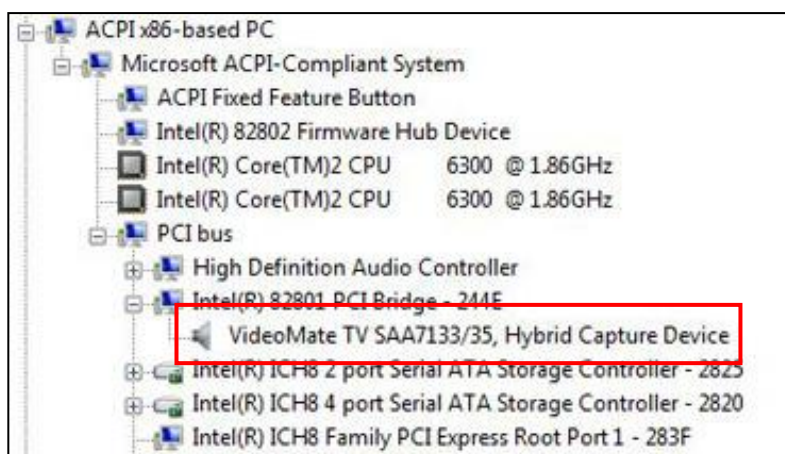 ACPI x86-based PC
Microsoft ACPI-Compliant System
ACPI Fixed Feature Button
Intel(R) 82802 Firmware Hub Device
Intel(R) Core(TM)2 CPU 6300 @ 1.86GHz
Intel(R) Core(TM)2 CPU 6300 @ 1.86GHz
PCI bus
High Definition Audio Controller
Intel(R) 82801 PCI Bridge - 244E
VideoMate TV SAA7133/35, Hybrid Capture Device
Intel(R) ICH8 2 port Serial ATA Storage Controller - 2825
Intel(R) ICH8 4 port Serial ATA Storage Controller - 2820
Intel(R) ICH8 Family PCI Express Root Port 1 - 283F